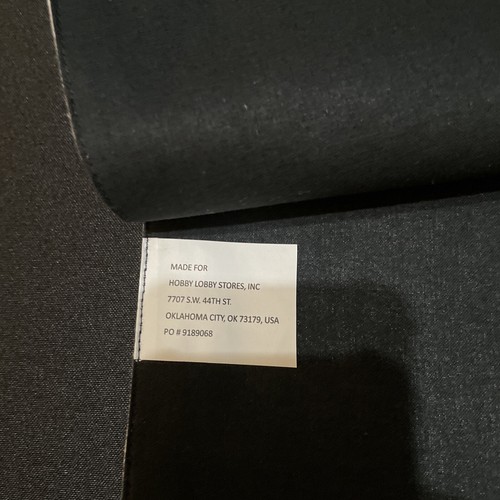 MADE FOR
HOBBY LOBBY STORES, INC
7707 S.W. 44TH ST.
OKLAHOMA CITY, OK 73179, USA
PO # 9189068